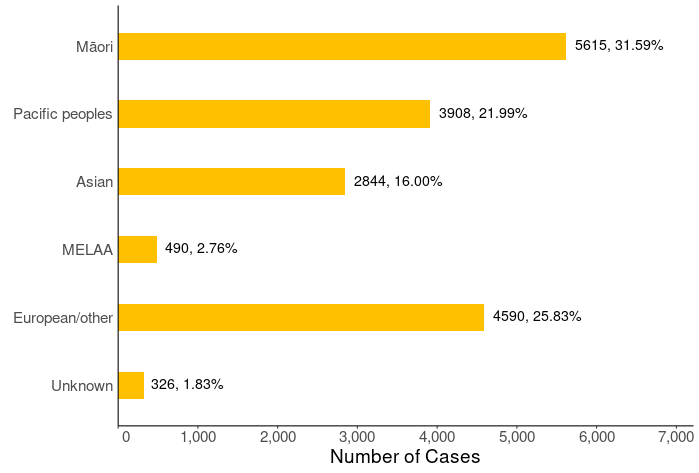 Māori 5615, 31.59%
Pacific peoples 3908, 21.99%
Asian 2844, 16.00%
MELAA 490, 2.76%
European/other 4590, 25.83%
Unknown 326, 1.83%
0 1,000 2,000 3,000 4,000 5,000 6,000 7,000
Number of Cases